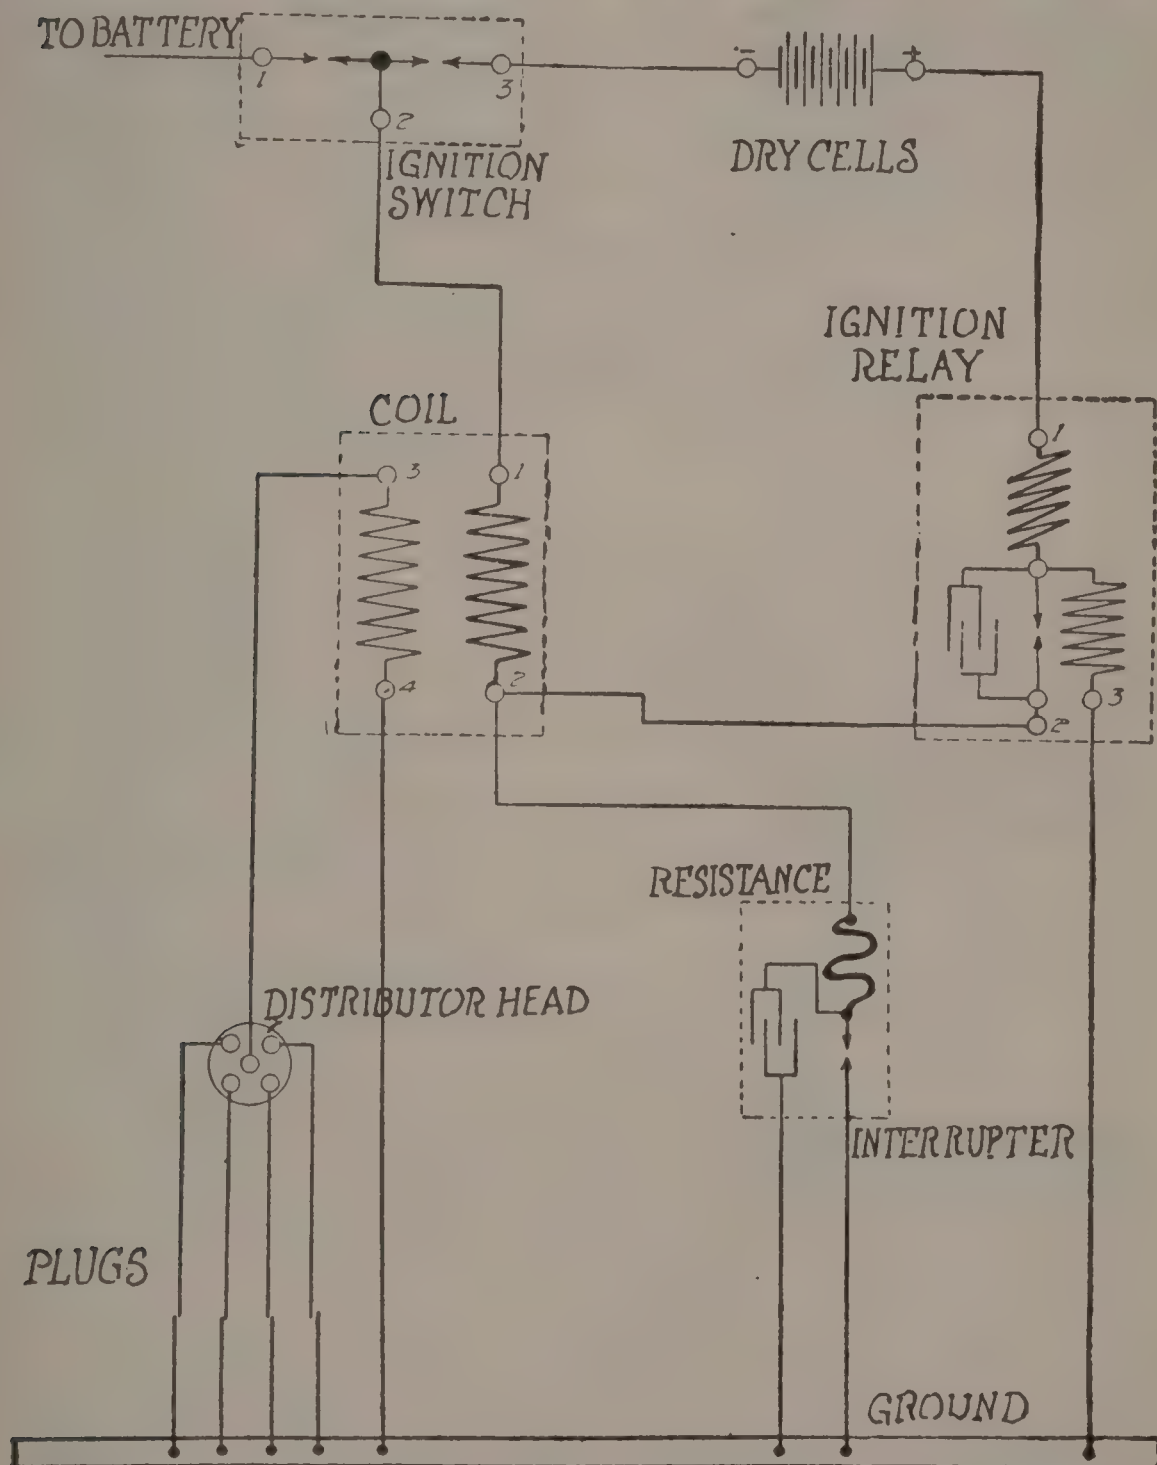 TO BATTERY
1
3
2
IGNITION
SWITCH
- +
DRY CELLS
IGNITION
RELAY
1
2
3
COIL
3
1
4
2
RESISTANCE
INTERRUPTER
DISTRIBUTOR HEAD
PLUGS
GROUND